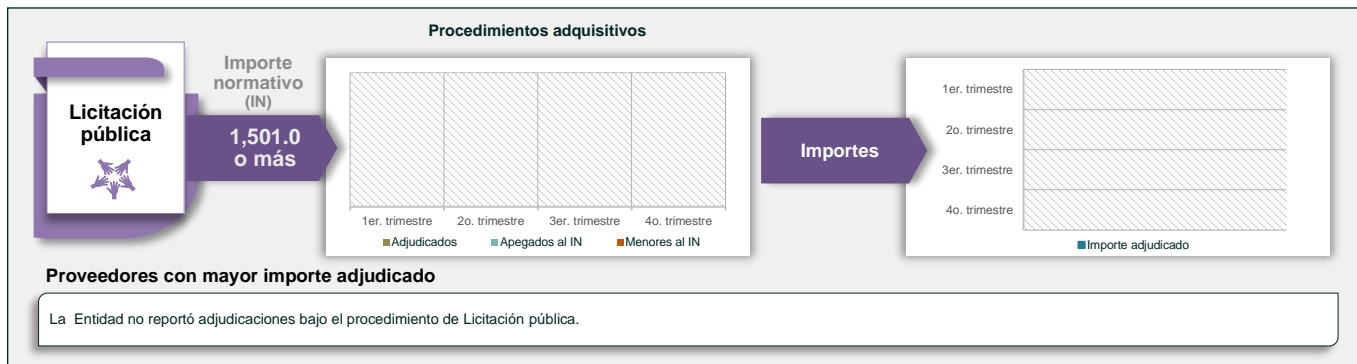 Procedimientos adquisitivos
Licitación
pública
Importe
normativo
(IN)
1,501.0
o más
1er. trimestre 2o. trimestre 3er. trimestre 4o. trimestre
Adjudicados Apegados al IN Menores al IN
Importes
1er. trimestre
2o. trimestre
3er. trimestre
4o. trimestre
Importe adjudicado
Proveedores con mayor importe adjudicado
La Entidad no reportó adjudicaciones bajo el procedimiento de Licitación pública.